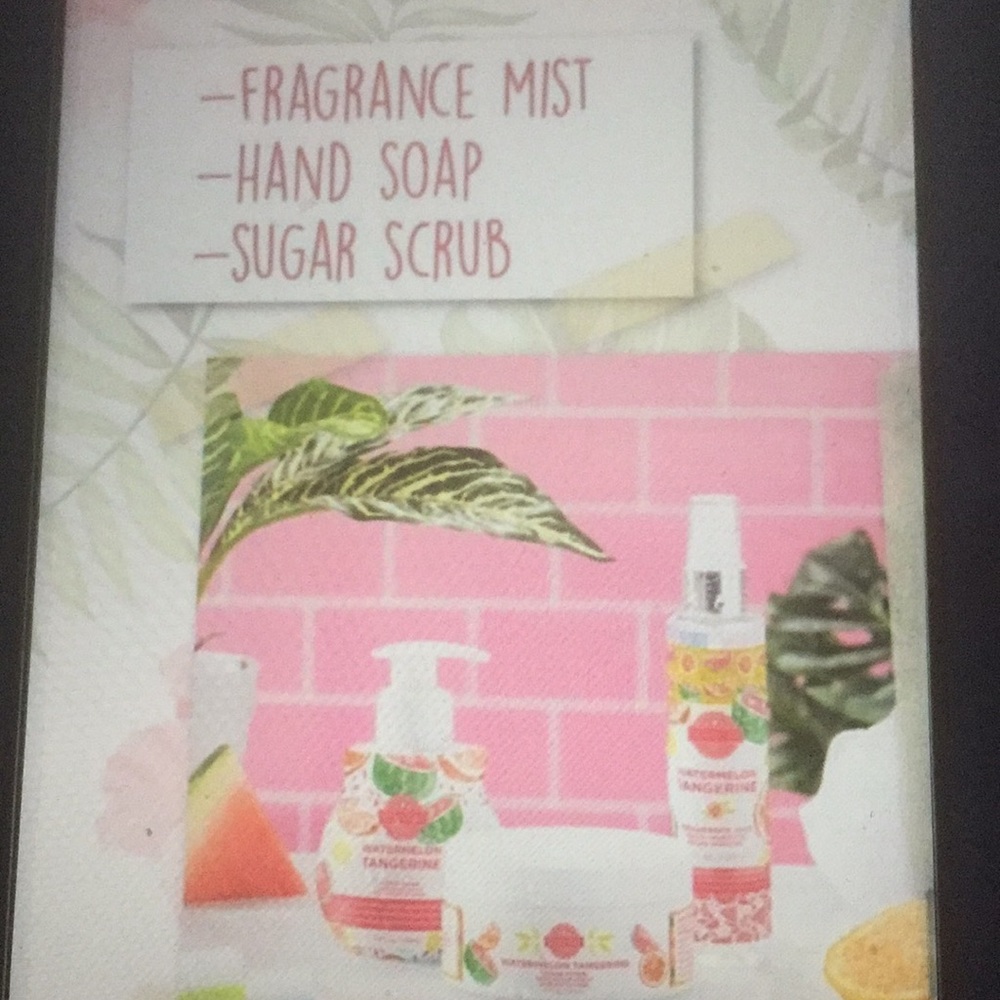 –FRAGRANCE MIST
–HAND SOAP
–SUGAR SCRUB
WATERMELON
TANGERINE
WATERMELON
TANGERINE
WATERMELON TANGERINE